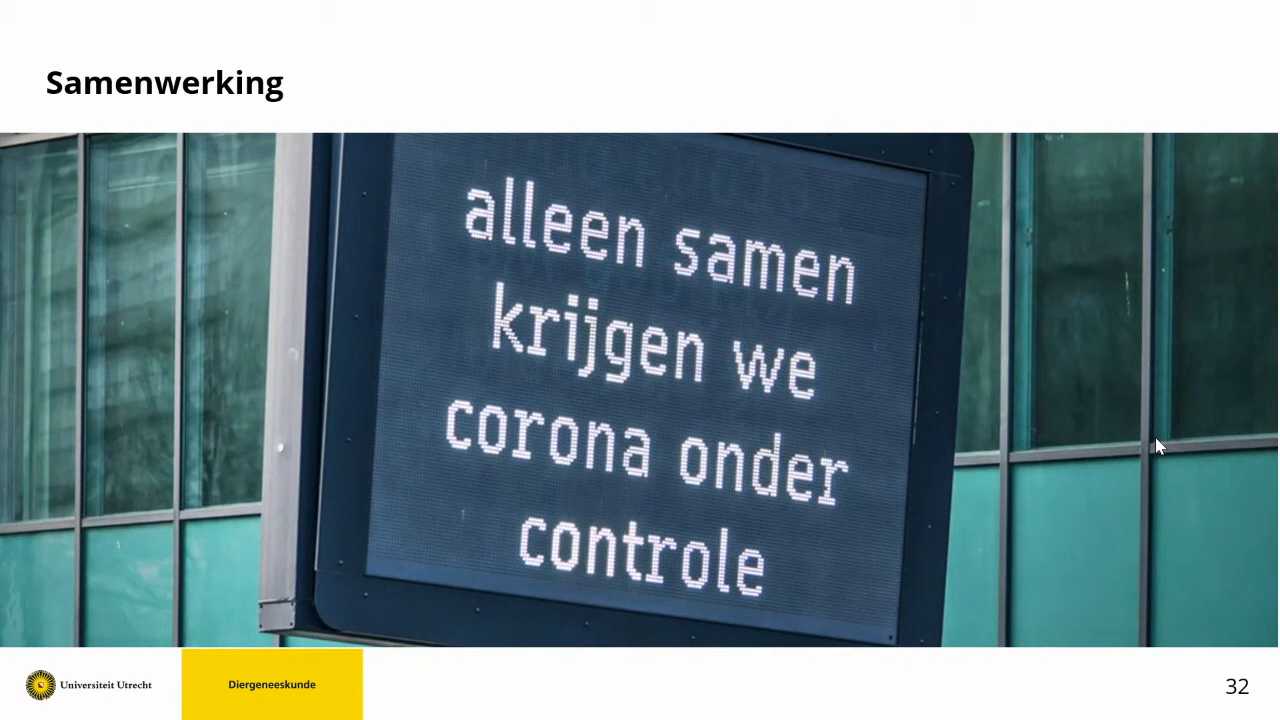 Samenwerking
alleen samen
krijgen we
corona onder
controle
Universiteit Utrecht
Diergeneeskunde
32